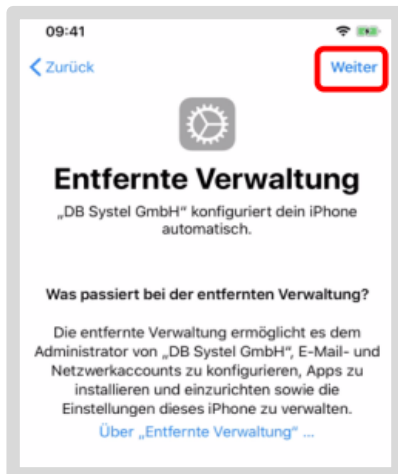 09:41
Zurück Weiter
Entfernte Verwaltung
„DB Systel GmbH“ konfiguriert dein iPhone
automatisch.
Was passiert bei der entfernten Verwaltung?
Die entfernte Verwaltung ermöglicht es dem
Administrator von „DB Systel GmbH“, E-Mail- und
Netzwerkaccounts zu konfigurieren, Apps zu
installieren und einzurichten sowie die
Einstellungen dieses iPhone zu verwalten.
Über „Entfernte Verwaltung“ ...